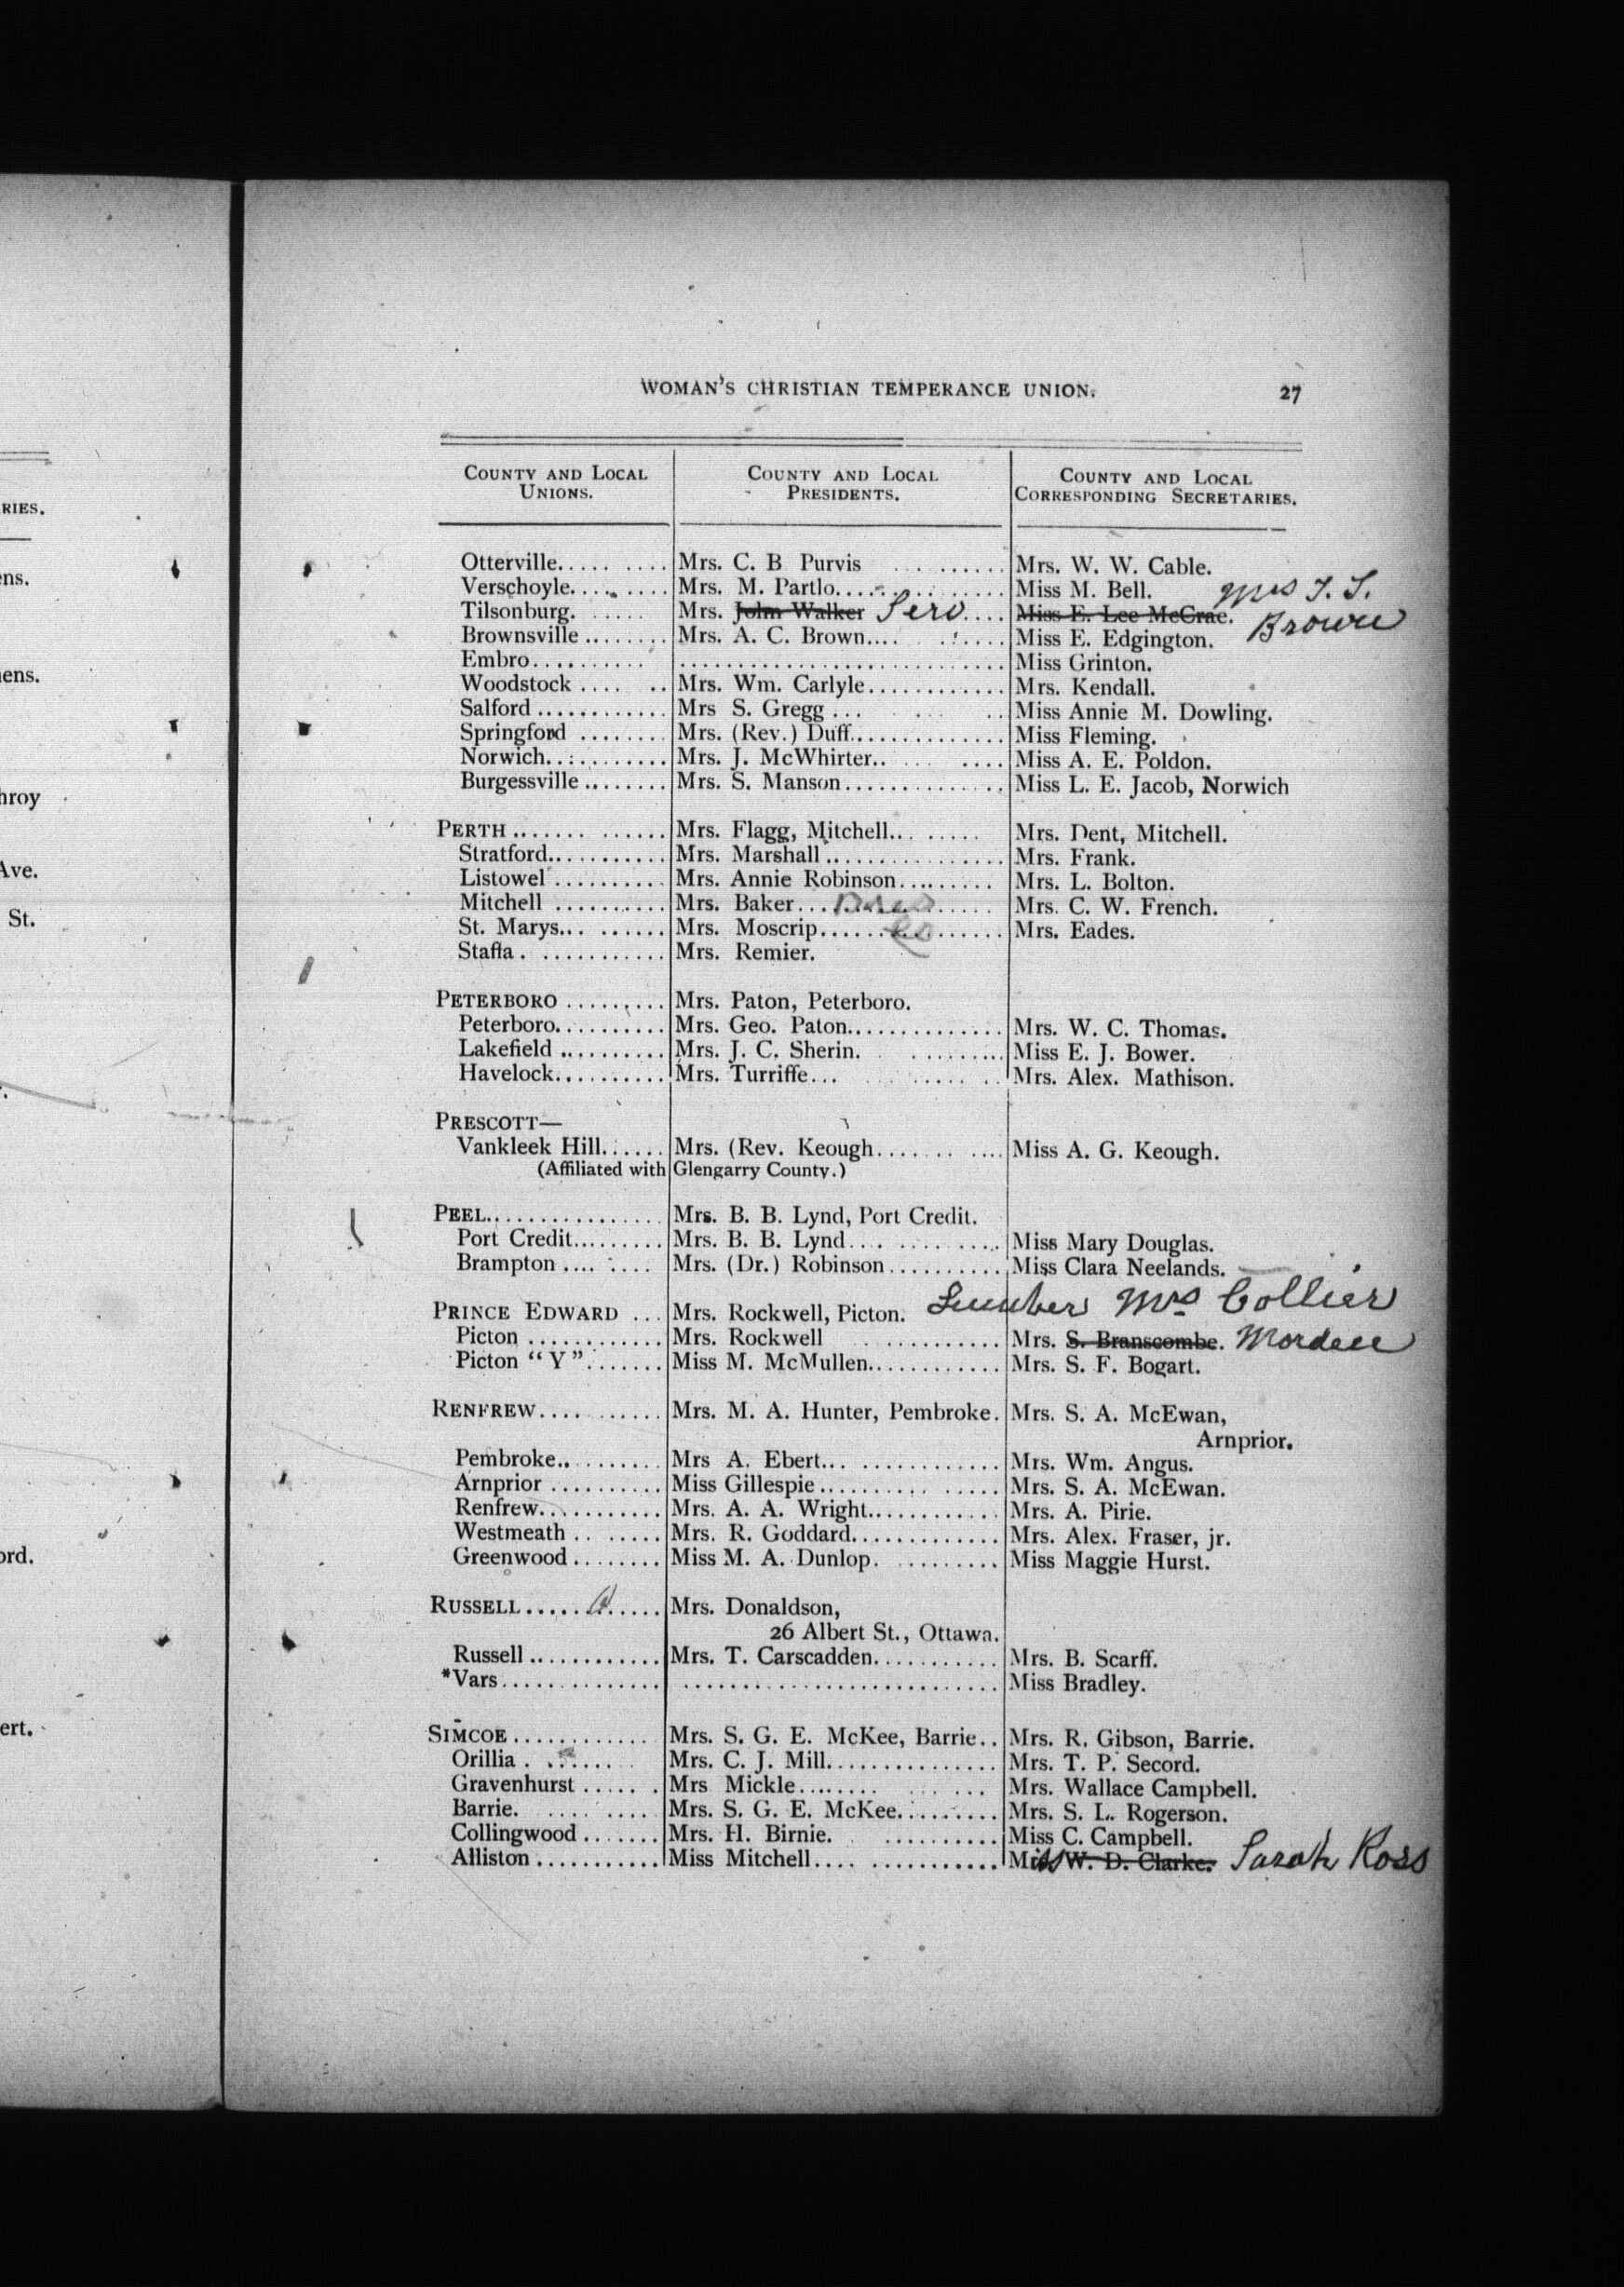 WOMAN'S CHRISTIAN TEMPERANCE UNION. 27
COUNTY AND LOCAL UNIONS. COUNTY AND LOCAL PRESIDENTS. COUNTY AND LOCAL CORRESPONDING SECRETARIES.
Otterville..... .... Mrs. C. B Purvis ......... Mrs. W. W. Cable.
Verschoyle......... Mrs. M. Partlo............... Miss M. Bell. Mrs
Tilsonburg. ..... Mrs. John Walker .... Miss E. Lee McCrae. Brown
Brownsville ........ Mrs. A. C. Brown.... ..... Miss E. Edgington.
Embro.......... ............................ Miss Grinton.
Woodstock .... .. Mrs. Wm. Carlyle............ Mrs. Kendall.
Salford ............ Mrs S. Gregg ... ... .. Miss Annie M. Dowling.
Springford ........ Mrs. (Rev.) Duff.............. Miss Fleming.
Norwich........... Mrs. J. McWhirter.. .... Miss A. E. Poldon.
Burgessville ........ Mrs. S. Manson.............. Miss L. E. Jacob, Norwich
PERTH ....... ...... Mrs. Flagg, Mitchell.. ...... Mrs. Dent, Mitchell.
Stratford........... Mrs. Marshall ................ Mrs. Frank.
Listowel .......... Mrs. Annie Robinson......... Mrs. L. Bolton.
Mitchell .......... Mrs. Baker... ...... Mrs. C. W. French.
St. Marys... ...... Mrs. Moscrip................. Mrs. Eades.
Staffa . ........... Mrs. Remier.
PETERBORO ......... Mrs. Paton, Peterboro.
Peterboro.......... Mrs. Geo. Paton.............. Mrs. W. C. Thomas.
Lakefield .......... Mrs. J. C. Sherin. ......... Miss E. J. Bower.
Havelock.......... Mrs. Turriffe... ....... .. Mrs. Alex. Mathison.
PRESCOTT—
Vankleek Hill...... Mrs. (Rev. Keough....... .... Miss A. G. Keough.
(Affiliated with Glengarry County.)
PEEL................ Mrs. B. B. Lynd, Port Credit.
Port Credit......... Mrs. B. B. Lynd... ......... Miss Mary Douglas.
Brampton .... .... Mrs. (Dr.) Robinson.......... Miss Clara Neelands.
PRINCE EDWARD ... Mrs. Rockwell, Picton. Mrs Collier
Picton ............ Mrs. Rockwell ........... Mrs. S. Branscombe. Morden
Picton "Y"....... Miss M. McMullen............ Mrs. S. F. Bogart.
RENFREW.... ...... Mrs. M. A. Hunter, Pembroke. Mrs. S. A. McEwan,
Arnprior.
Pembroke.......... Mrs A. Ebert... ............ Mrs. Wm. Angus.
Arnprior .......... Miss Gillespie.......... ..... Mrs. S. A. McEwan.
Renfrew........... Mrs. A. A. Wright............ Mrs. A. Pirie.
Westmeath .. ...... Mrs. R. Goddard............. Mrs. Alex. Fraser, jr.
Greenwood ........ Miss M. A. Dunlop. ......... Miss Maggie Hurst.
RUSSELL........... Mrs. Donaldson,
26 Albert St., Ottawa.
Russell ............ Mrs. T. Carscadden........... Mrs. B. Scarff.
*Vars.............. ........................... Miss Bradley.
SIMCOE ............ Mrs. S. G. E. McKee, Barrie.. Mrs. R. Gibson, Barrie.
Orillia . ....... Mrs. C. J. Mill............... Mrs. T. P. Secord.
Gravenhurst ..... . Mrs Mickle........ ... ... Mrs. Wallace Campbell.
Barrie. .... .... Mrs. S. G. E. McKee......... Mrs. S. L. Rogerson.
Collingwood ....... Mrs. H. Birnie. .......... Miss C. Campbell.
Alliston ........... Miss Mitchell.... ........... Miss W. D. Clarke. Sarah Ross
RIES.
ens.
ens.
hroy
Ave.
St.
ord.
ert.